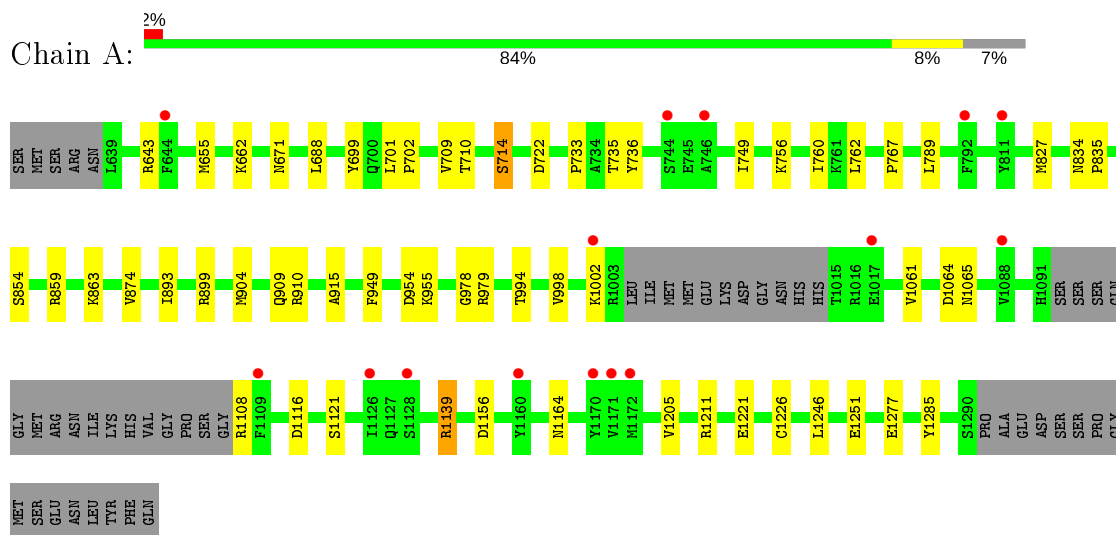 2%
Chain A:
84% 8% 7%
SER MET SER ARG ASN L639 R643 F644 M655 K662 N671 L688 Y699 Q700 L701 P702 V709 T710 S714 D722 P733 A734 T735 Y736 S744 E745 A746 I749 K756 I760 K761 L762 P767 L789 F792 Y811 M827 N834 P835
S854 R859 K863 V874 I893 R899 M904 Q909 R910 A915 F949 D954 K955 G978 R979 T994 V998 K1002 R1003 LEU ILE MET MET GLU LYS ASP GLY ASN HIS HIS T1015 R1016 E1017 V1061 D1064 N1065 V1088 H1091 SER SER SER GLN
GLY MET ARG ASN ILE LYS HIS VAL GLY PRO SER GLY R1108 F1109 D1116 S1121 I1126 Q1127 S1128 R1139 D1156 Y1160 N1164 Y1170 V1171 M1172 V1205 R1211 E1221 C1226 L1246 E1251 E1277 Y1285 S1290 PRO ALA GLU ASP SER SER PRO GLY
MET SER GLU ASN LEU TYR PHE GLN